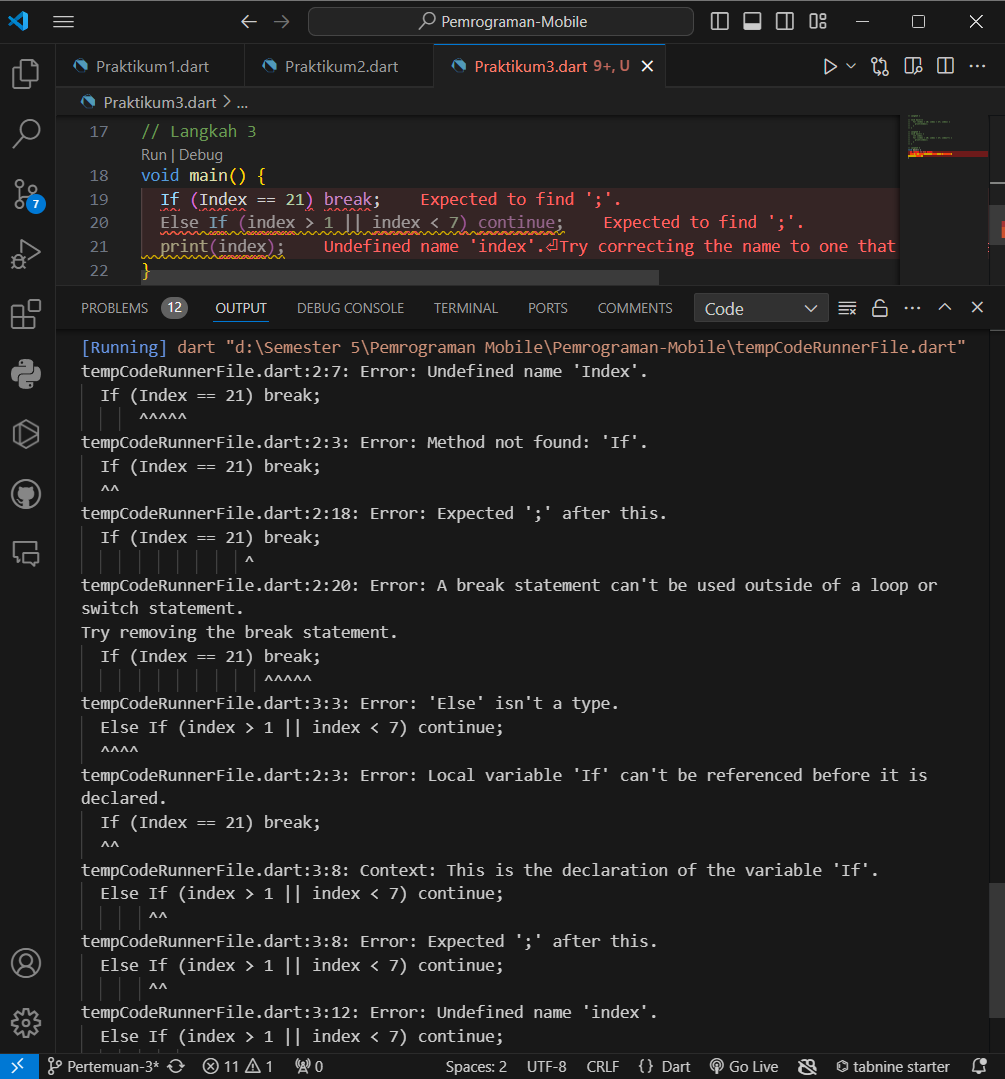 Pemrograman-Mobile
Praktikum1.dart
Praktikum2.dart
Praktikum3.dart 9+, U
Praktikum3.dart > ...
17 // Langkah 3
Run | Debug
18 void main() {
19 If (Index == 21) break; Expected to find ';'.
20 Else If (index > 1 || index < 7) continue; Expected to find ';'.
21 print(index); Undefined name 'index'.⏎Try correcting the name to one that
22 }
7
PROBLEMS 12 OUTPUT DEBUG CONSOLE TERMINAL PORTS COMMENTS Code
[Running] dart "d:\Semester 5\Pemrograman Mobile\Pemrograman-Mobile\tempCodeRunnerFile.dart"
tempCodeRunnerFile.dart:2:7: Error: Undefined name 'Index'.
If (Index == 21) break;
^^^^^
tempCodeRunnerFile.dart:2:3: Error: Method not found: 'If'.
If (Index == 21) break;
^^
tempCodeRunnerFile.dart:2:18: Error: Expected ';' after this.
If (Index == 21) break;
^
tempCodeRunnerFile.dart:2:20: Error: A break statement can't be used outside of a loop or
switch statement.
Try removing the break statement.
If (Index == 21) break;
^^^^^
tempCodeRunnerFile.dart:3:3: Error: 'Else' isn't a type.
Else If (index > 1 || index < 7) continue;
^^^^
tempCodeRunnerFile.dart:2:3: Error: Local variable 'If' can't be referenced before it is
declared.
If (Index == 21) break;
^^
tempCodeRunnerFile.dart:3:8: Context: This is the declaration of the variable 'If'.
Else If (index > 1 || index < 7) continue;
^^
tempCodeRunnerFile.dart:3:8: Error: Expected ';' after this.
Else If (index > 1 || index < 7) continue;
^^
tempCodeRunnerFile.dart:3:12: Error: Undefined name 'index'.
Else If (index > 1 || index < 7) continue;
Pertemuan-3* 11 1 0 Spaces: 2 UTF-8 CRLF {} Dart Go Live tabnine starter